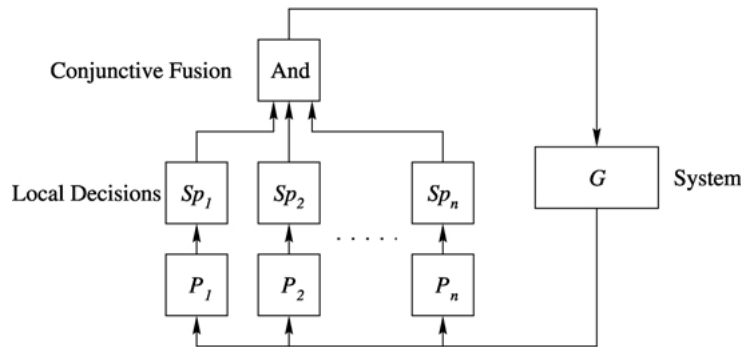 Conjunctive Fusion And
Local Decisions Sp1 Sp2 Spn G System
. . . . .
P1 P2 Pn